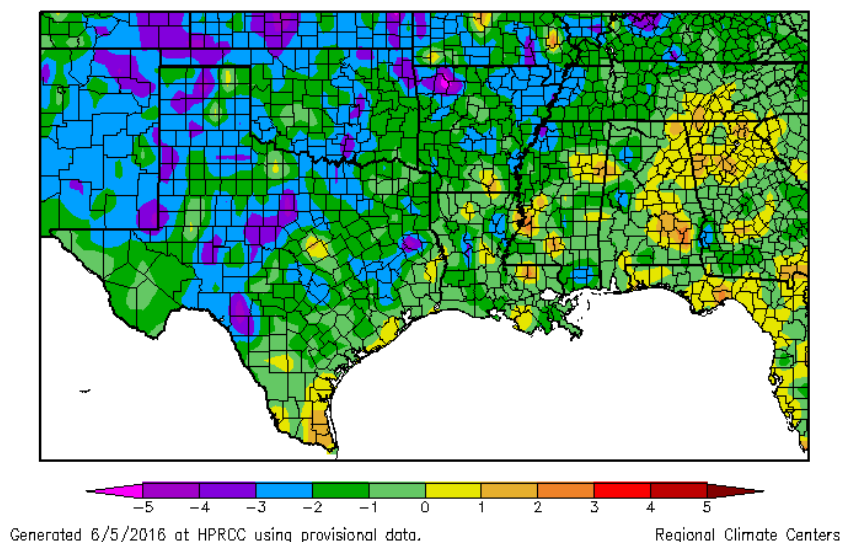 -5 -4 -3 -2 -1 0 1 2 3 4 5
Generated 6/5/2016 at HPRCC using provisional data. Regional Climate Centers